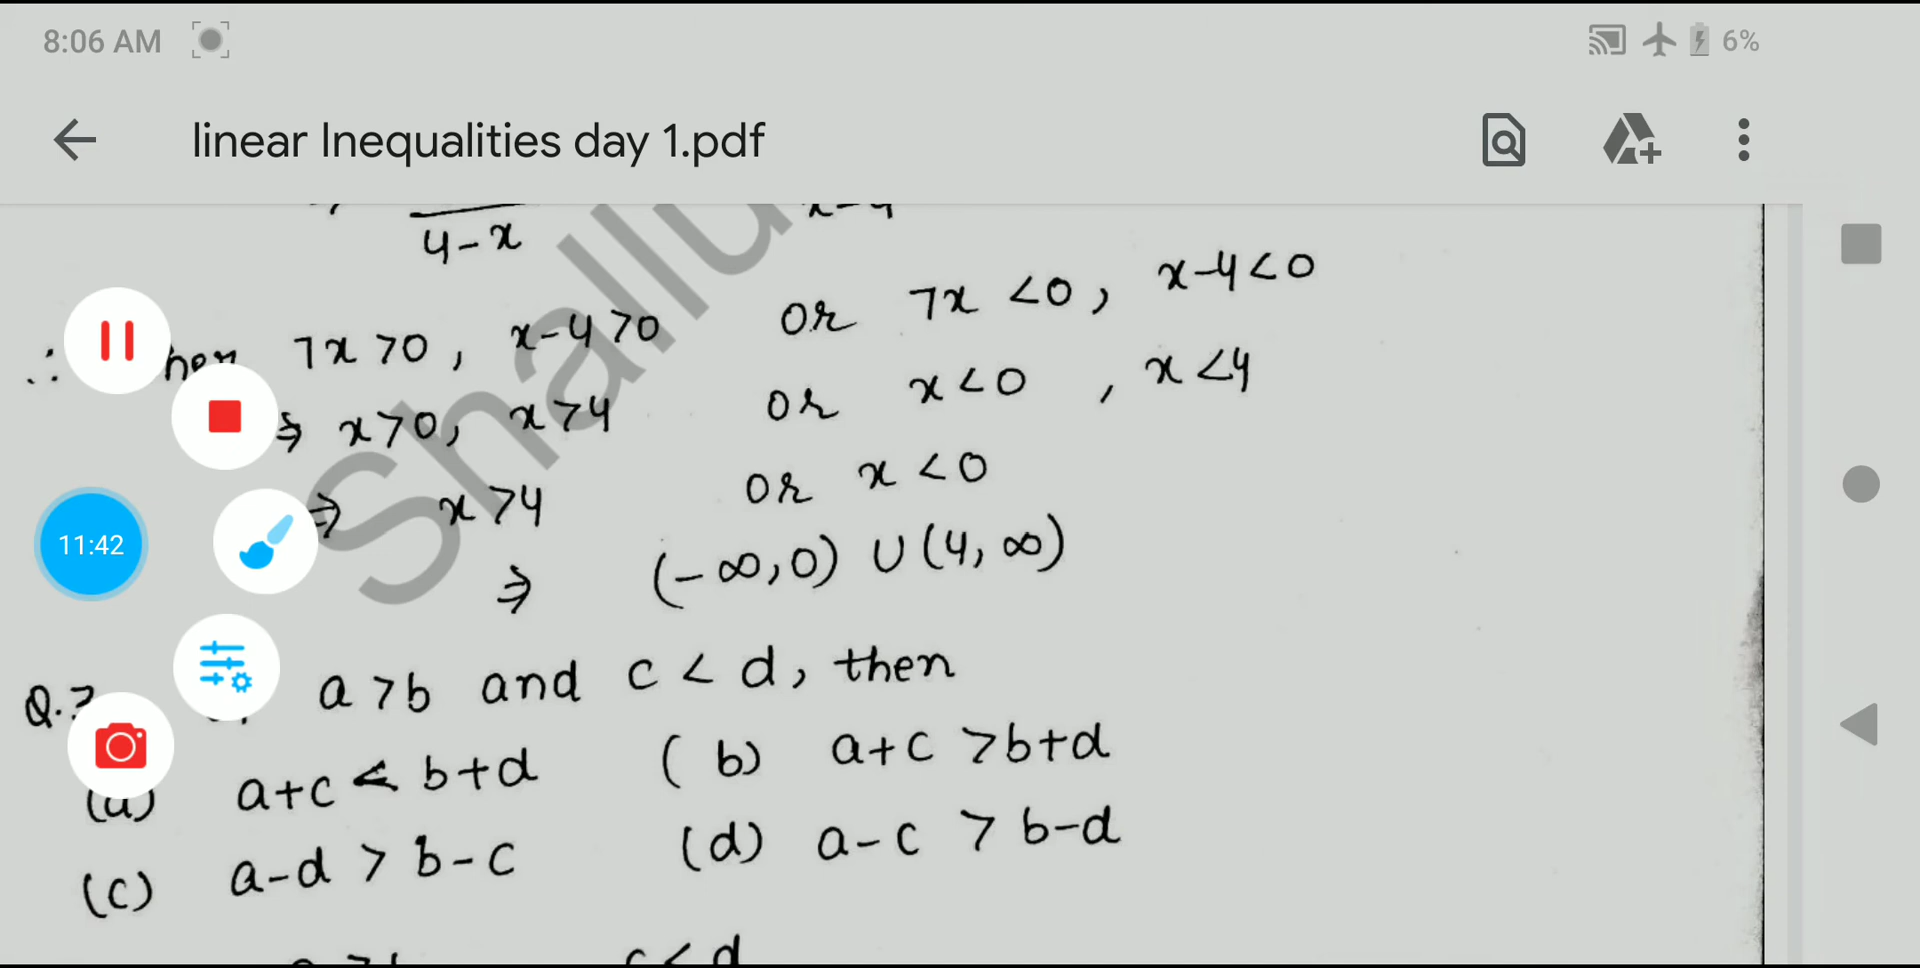 8:06 AM 6%
linear Inequalities day 1.pdf
4-x
7x >0, x-4 >0 or 7x <0, x-4<0
⇒ x>0, x>4 or x<0, x<4
⇒ x>4 or x<0
⇒ (-∞,0) ∪ (4,∞)
Q. a>b and c<d, then
(a) a+c < b+d (b) a+c >b+d
(c) a-d > b-c (d) a-c > b-d
c<d
Shallu
11:42